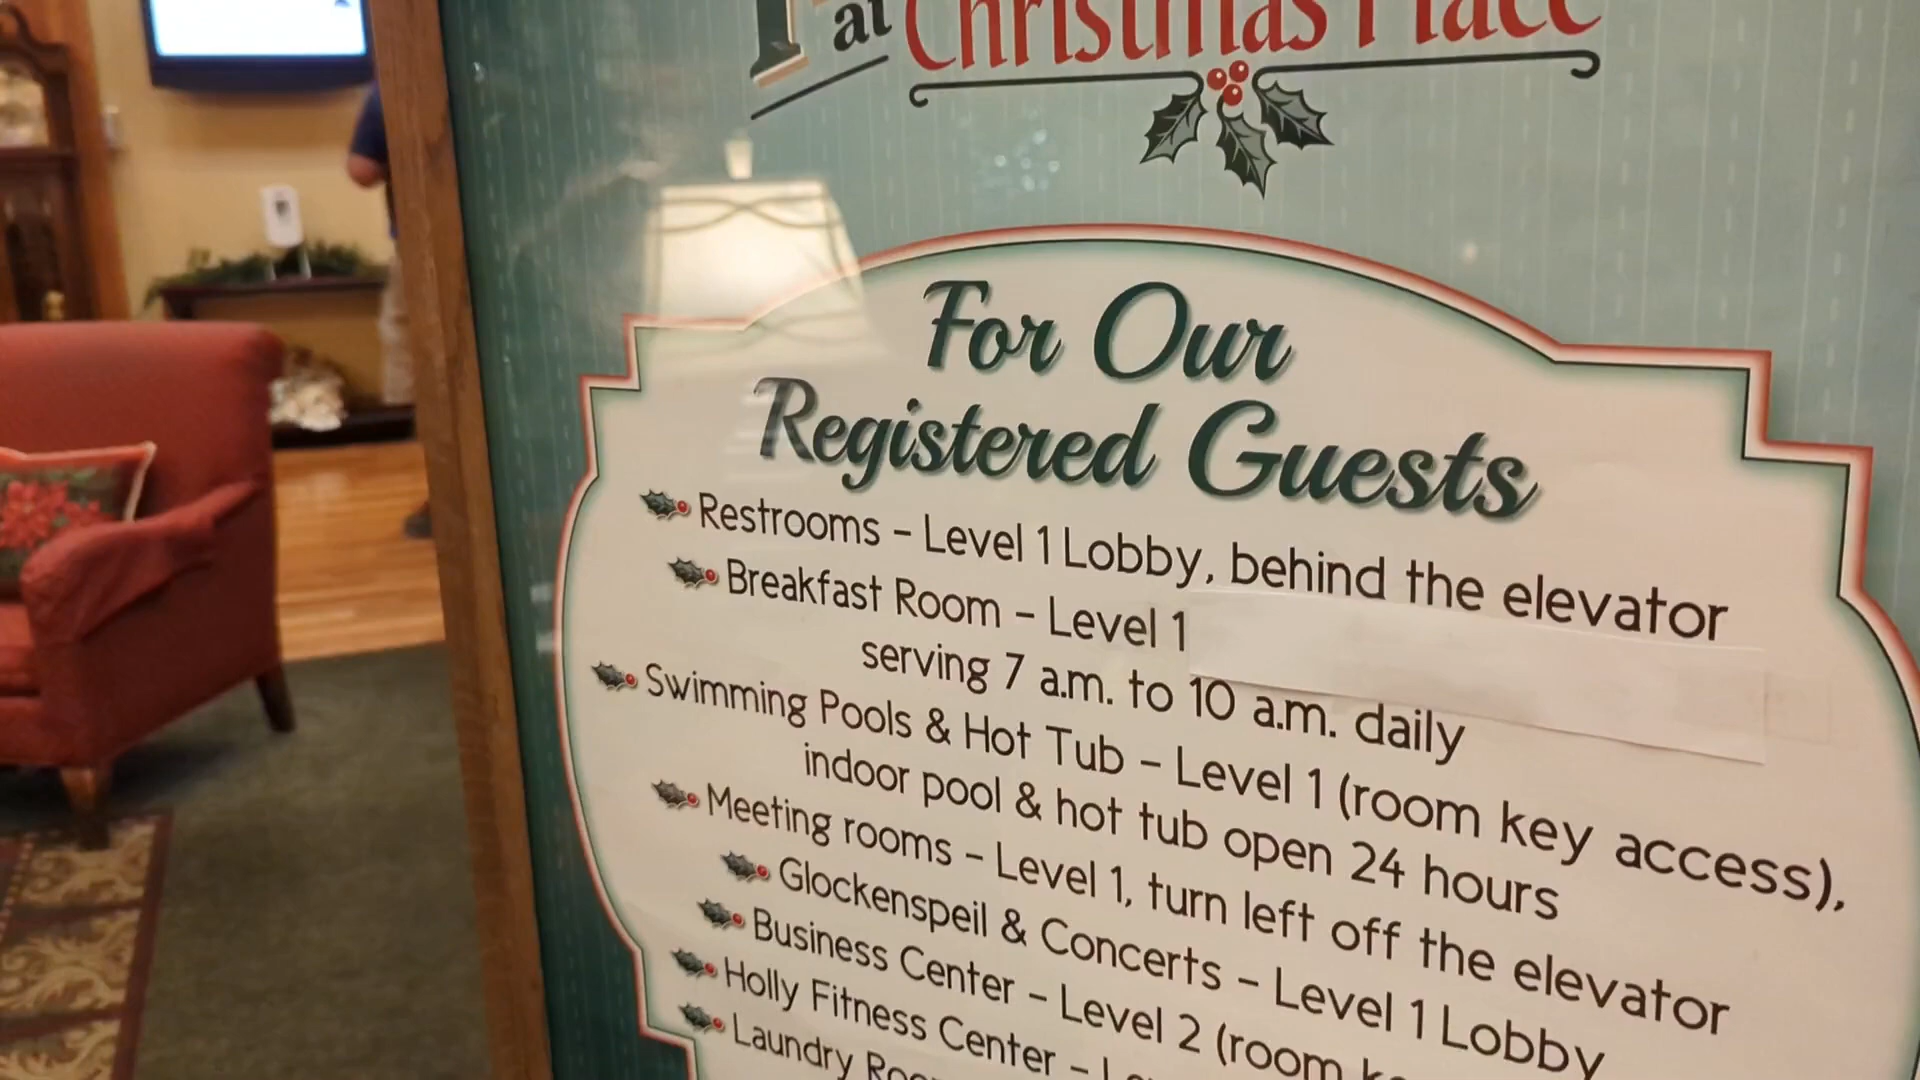 at Christmas Place
For Our
Registered Guests
Restrooms – Level 1 Lobby, behind the elevator
Breakfast Room – Level 1
serving 7 a.m. to 10 a.m. daily
Swimming Pools & Hot Tub – Level 1 (room key access),
indoor pool & hot tub open 24 hours
Meeting rooms – Level 1, turn left off the elevator
Glockenspeil & Concerts – Level 1 Lobby
Business Center – Level 2 (room
Holly Fitness Center –
Laundry